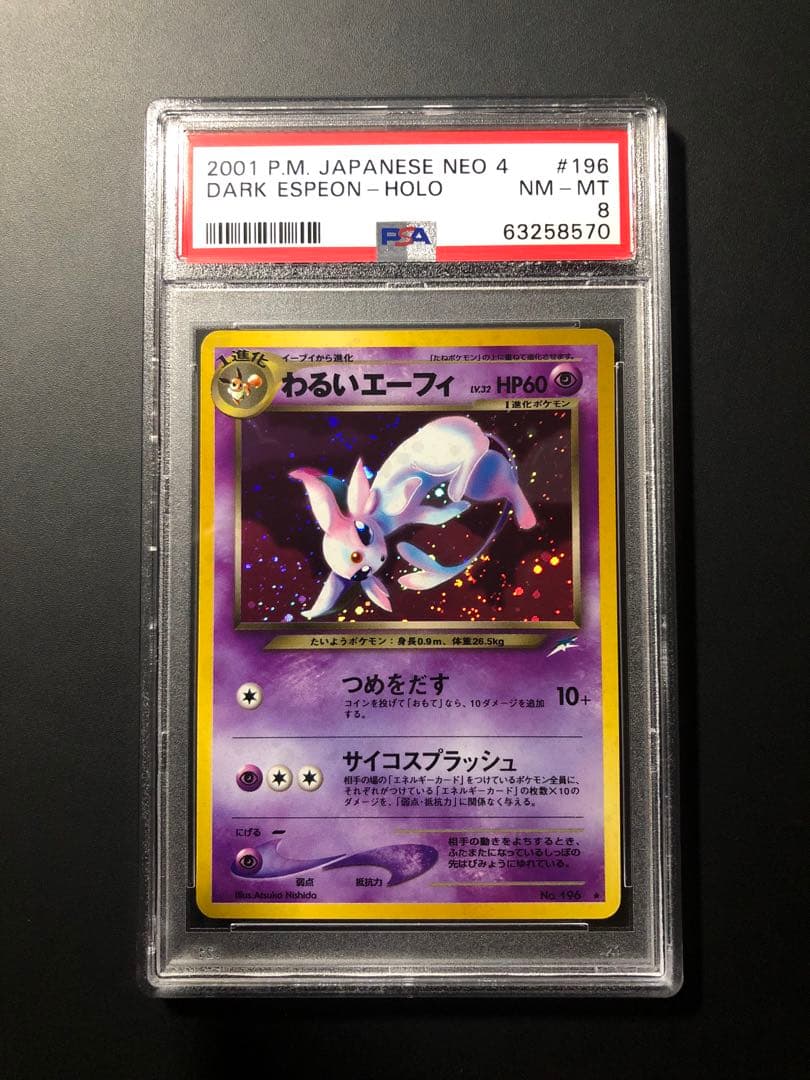 2001 P.M. JAPANESE NEO 4 #196
DARK ESPEON - HOLO NM - MT
8
PSA 63258570
1進化 イーブイから進化 「たねポケモン」の上に重ねて進化させます。
わるいエーフィ LV.32 HP60
1進化ポケモン
たいようポケモン:身長0.9m、体重26.5kg
つめをだす 10+
コインを投げて「おもて」なら、10ダメージを追加
する。
サイコスプラッシュ
相手の場の「エネルギーカード」をつけているポケモン全員に、
それぞれがつけている「エネルギーカード」の枚数×10の
ダメージを、「弱点・抵抗力」に関係なく与える。
にげる
相手の動きをよちするとき、
ふたまたになっているしっぽの
先はびみょうにゆれている。
弱点 抵抗力
Illus.Atsuko Nishida No. 196 ★